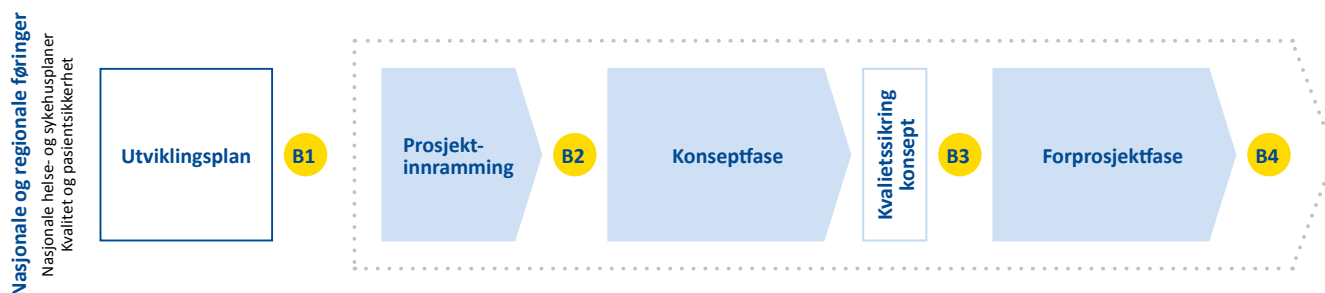 Nasjonale og regionale føringer
Nasjonale helse- og sykehusplaner
Kvalitet og pasientsikkerhet
Utviklingsplan
B1
Prosjekt-
innramming
B2
Konseptfase
Kvalietssikring
konsept
B3
Forprosjektfase
B4